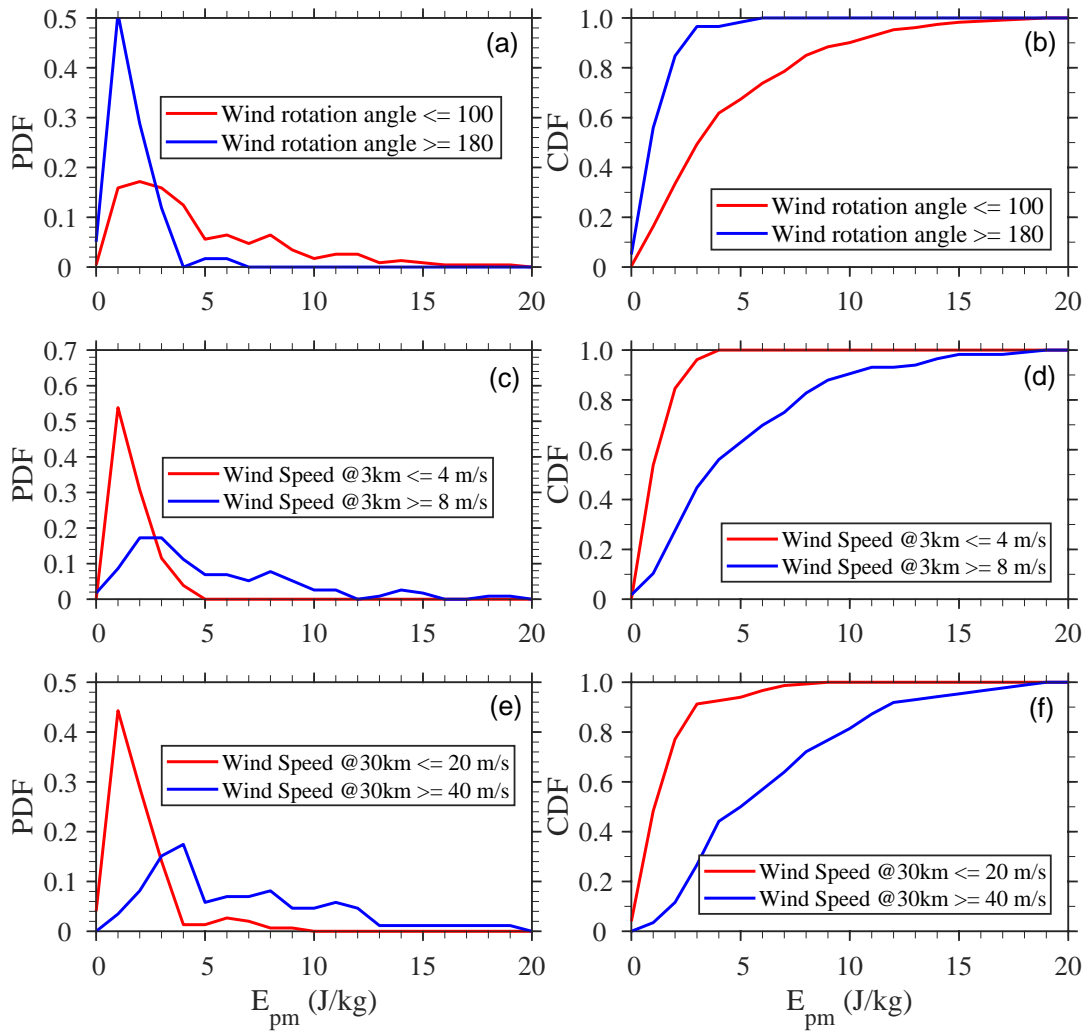 (a)
PDF
0.5
0.4
0.3
0.2
0.1
0
Wind rotation angle <= 100
Wind rotation angle >= 180
0 5 10 15 20
(b)
CDF
1.0
0.8
0.6
0.4
0.2
0
Wind rotation angle <= 100
Wind rotation angle >= 180
0 5 10 15 20
(c)
PDF
0.7
0.6
0.5
0.4
0.3
0.2
0.1
0
Wind Speed @3km <= 4 m/s
Wind Speed @3km >= 8 m/s
0 5 10 15 20
(d)
CDF
1.0
0.8
0.6
0.4
0.2
0
Wind Speed @3km <= 4 m/s
Wind Speed @3km >= 8 m/s
0 5 10 15 20
(e)
PDF
0.5
0.4
0.3
0.2
0.1
0
Wind Speed @30km <= 20 m/s
Wind Speed @30km >= 40 m/s
0 5 10 15 20
E_pm (J/kg)
(f)
CDF
1.0
0.8
0.6
0.4
0.2
0
Wind Speed @30km <= 20 m/s
Wind Speed @30km >= 40 m/s
0 5 10 15 20
E_pm (J/kg)